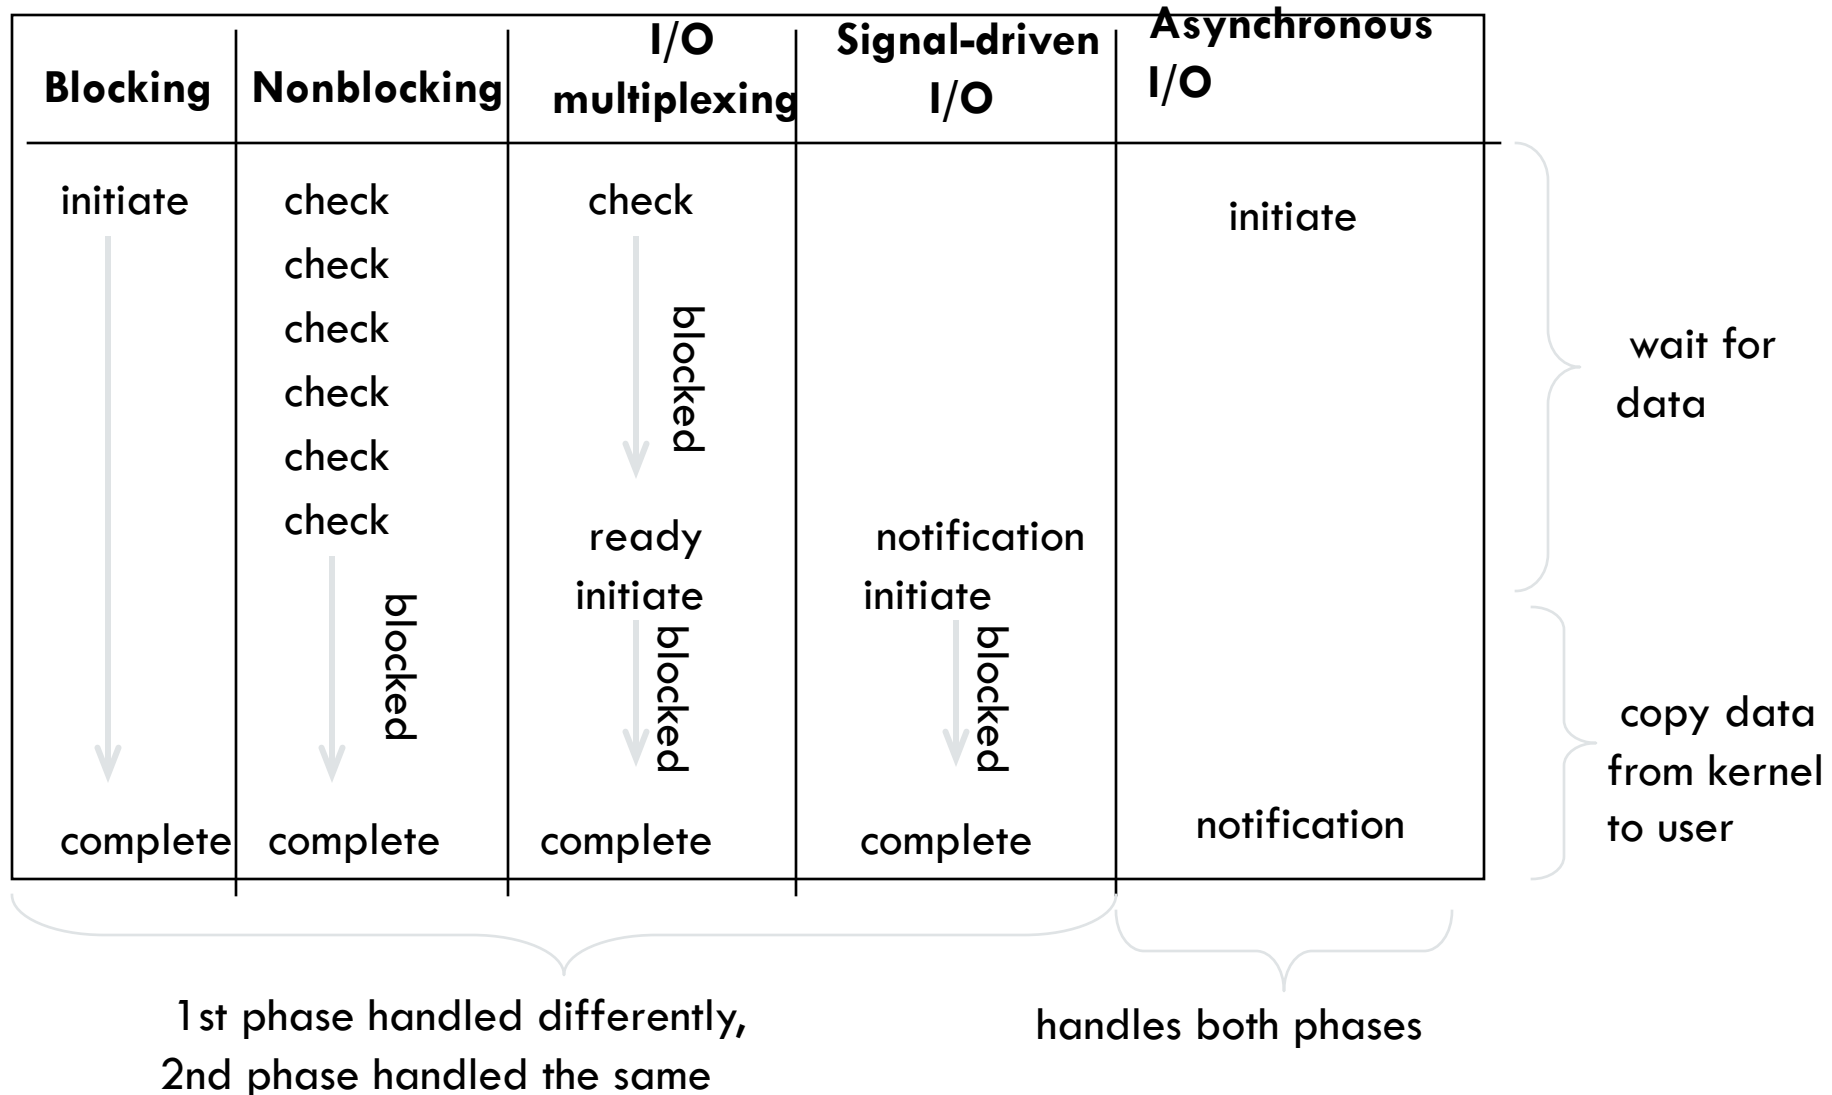 Blocking
Nonblocking
I/O
multiplexing
Signal-driven
I/O
Asynchronous
I/O
initiate
complete
check
check
check
check
check
check
blocked
complete
check
blocked
ready
initiate
blocked
complete
notification
initiate
blocked
complete
initiate
notification
wait for
data
copy data
from kernel
to user
1st phase handled differently,
2nd phase handled the same
handles both phases